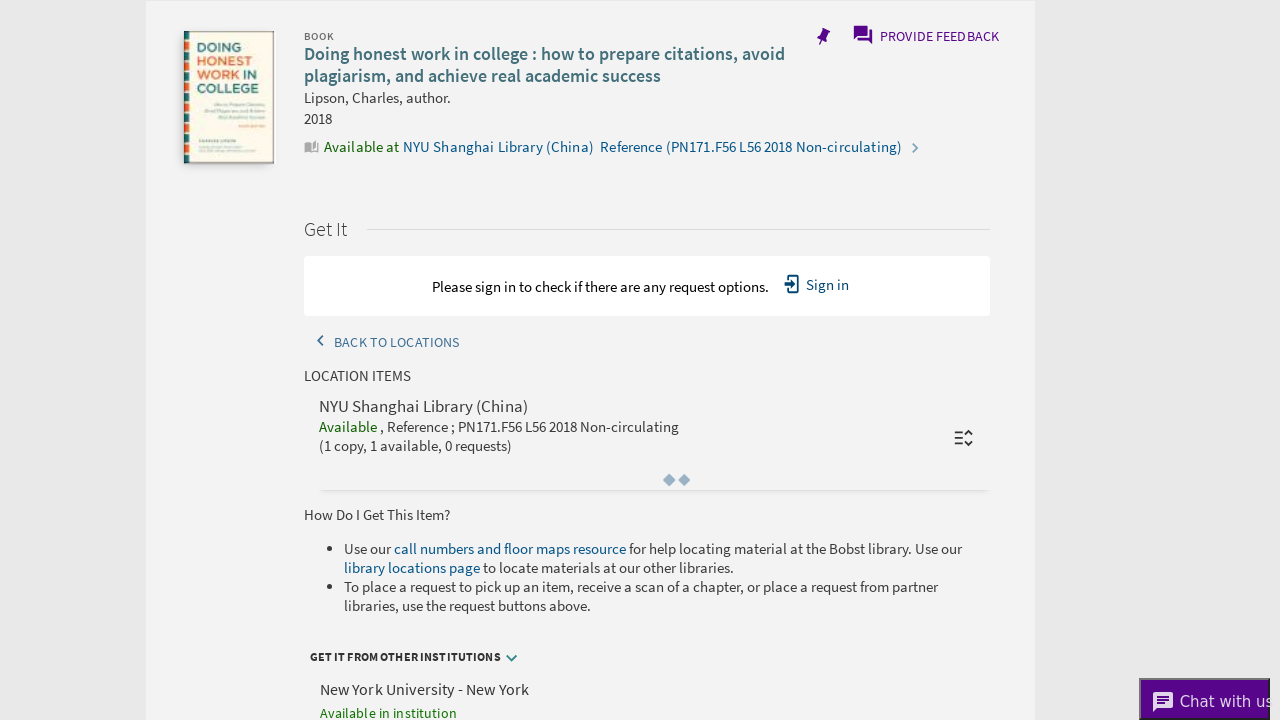 DOING
HONEST
WORK IN
COLLEGE
BOOK
Doing honest work in college : how to prepare citations, avoid
plagiarism, and achieve real academic success
Lipson, Charles, author.
2018
Available at NYU Shanghai Library (China) Reference (PN171.F56 L56 2018 Non-circulating)
PROVIDE FEEDBACK
Get It
Please sign in to check if there are any request options. Sign in
BACK TO LOCATIONS
LOCATION ITEMS
NYU Shanghai Library (China)
Available , Reference ; PN171.F56 L56 2018 Non-circulating
(1 copy, 1 available, 0 requests)
How Do I Get This Item?
Use our call numbers and floor maps resource for help locating material at the Bobst library. Use our
library locations page to locate materials at our other libraries.
To place a request to pick up an item, receive a scan of a chapter, or place a request from partner
libraries, use the request buttons above.
GET IT FROM OTHER INSTITUTIONS
New York University - New York
Available in institution
Chat with us